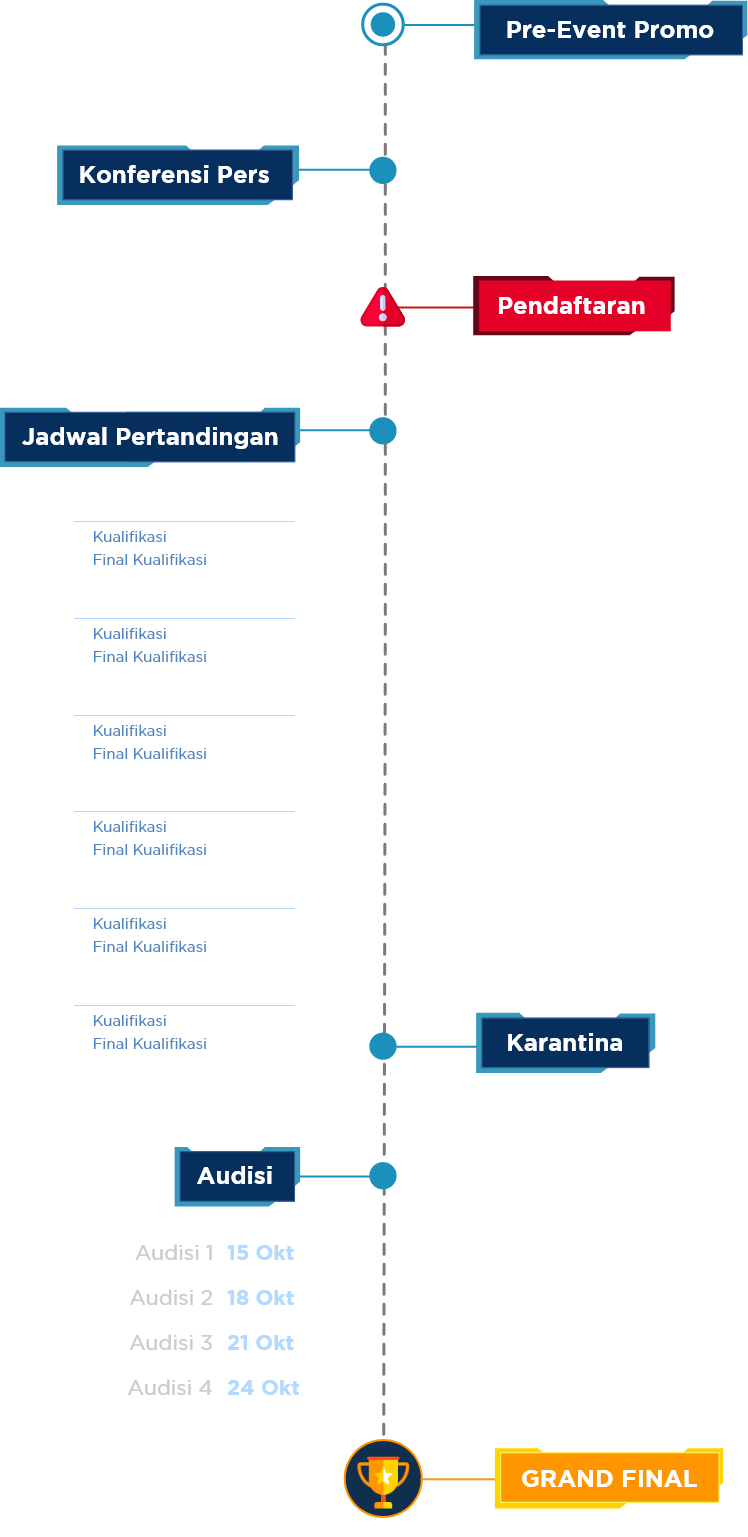 Pre-Event Promo
Konferensi Pers
Pendaftaran
Jadwal Pertandingan
Kualifikasi
Final Kualifikasi
Kualifikasi
Final Kualifikasi
Kualifikasi
Final Kualifikasi
Kualifikasi
Final Kualifikasi
Kualifikasi
Final Kualifikasi
Kualifikasi
Final Kualifikasi
Karantina
Audisi
Audisi 1 15 Okt
Audisi 2 18 Okt
Audisi 3 21 Okt
Audisi 4 24 Okt
GRAND FINAL